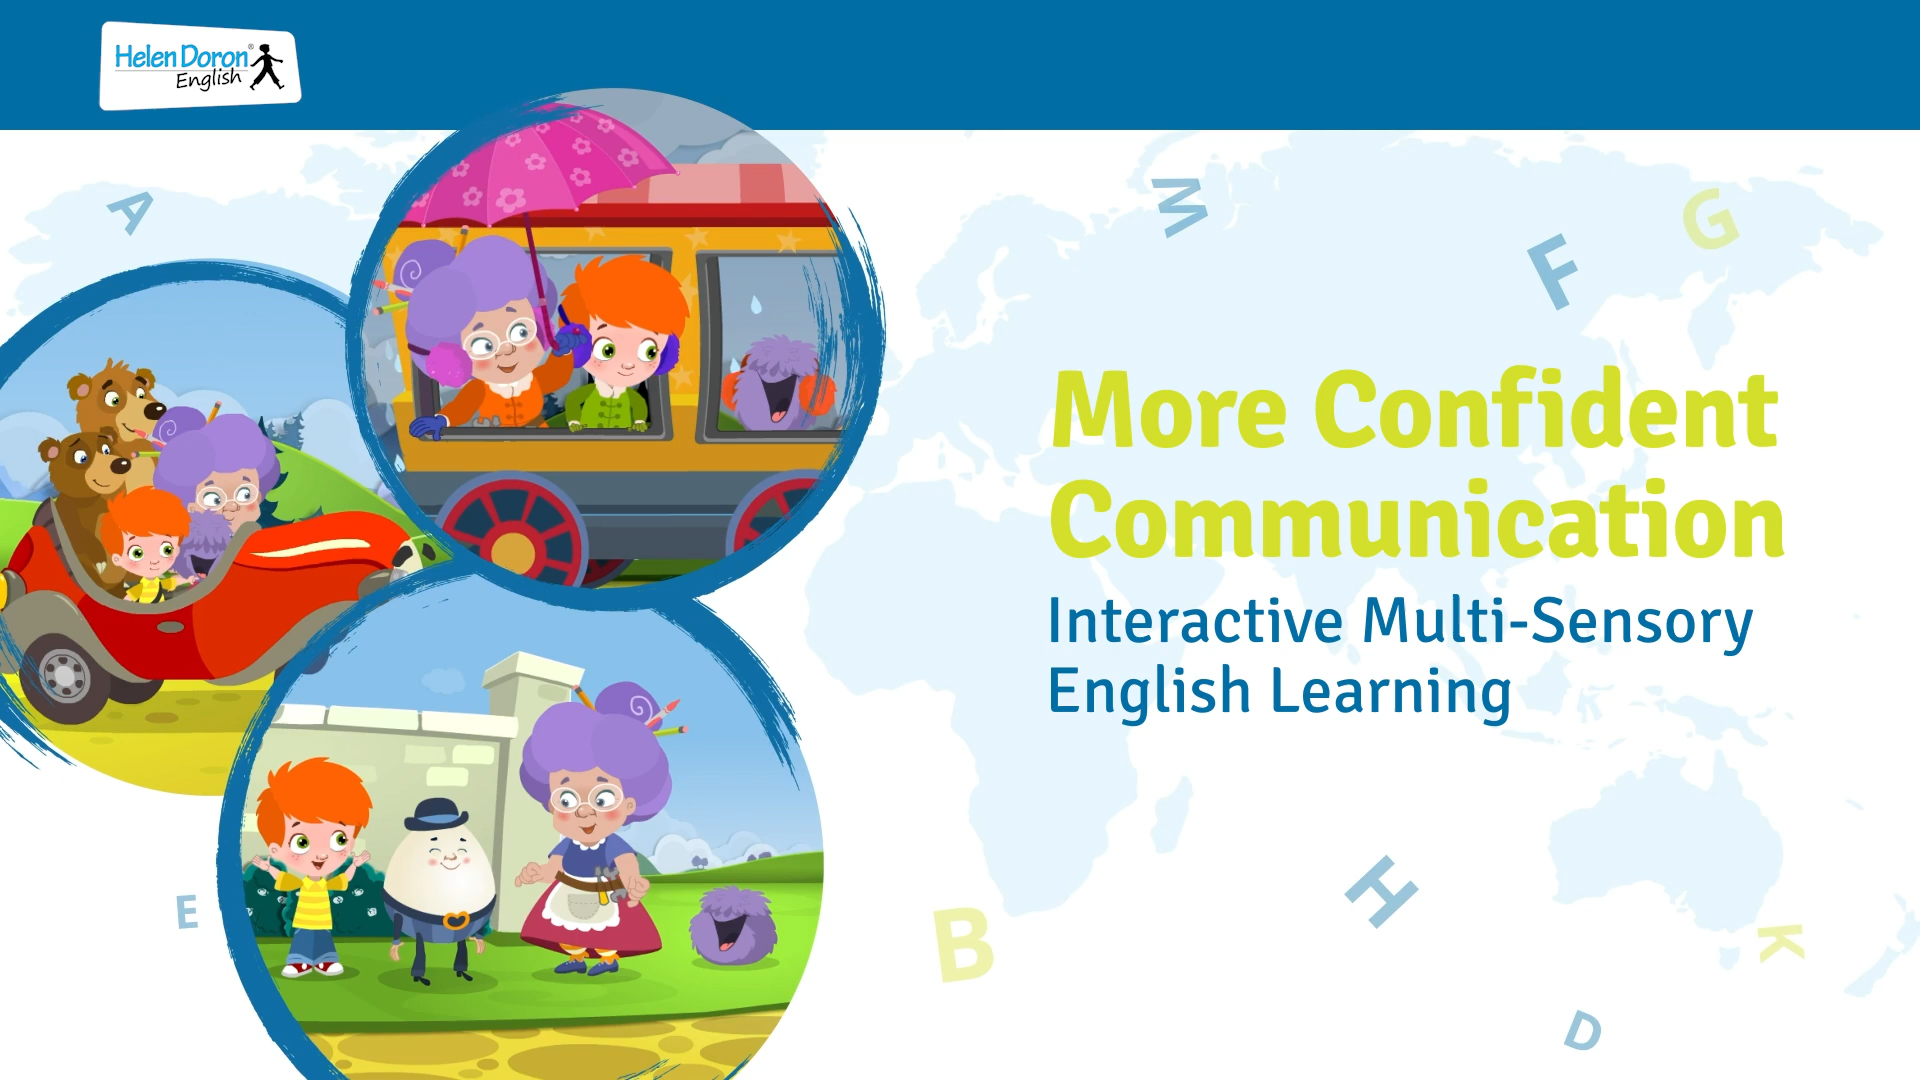 Helen Doron®
English
A
W
F
G
More Confident
Communication
Interactive Multi-Sensory
English Learning
E
B
H
K
D